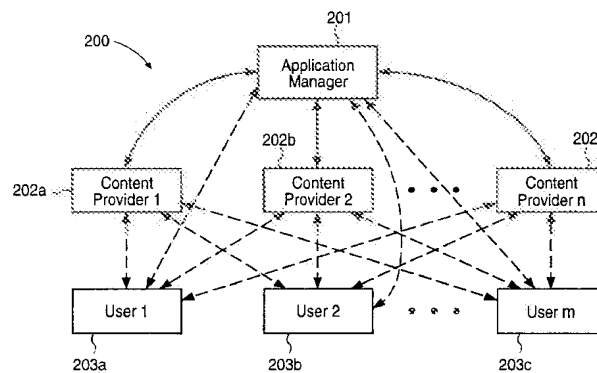 201
200
Application
Manager
202b
202
202a
Content
Provider 1
Content
Provider 2
Content
Provider n
User 1
User 2
User m
203a
203b
203c